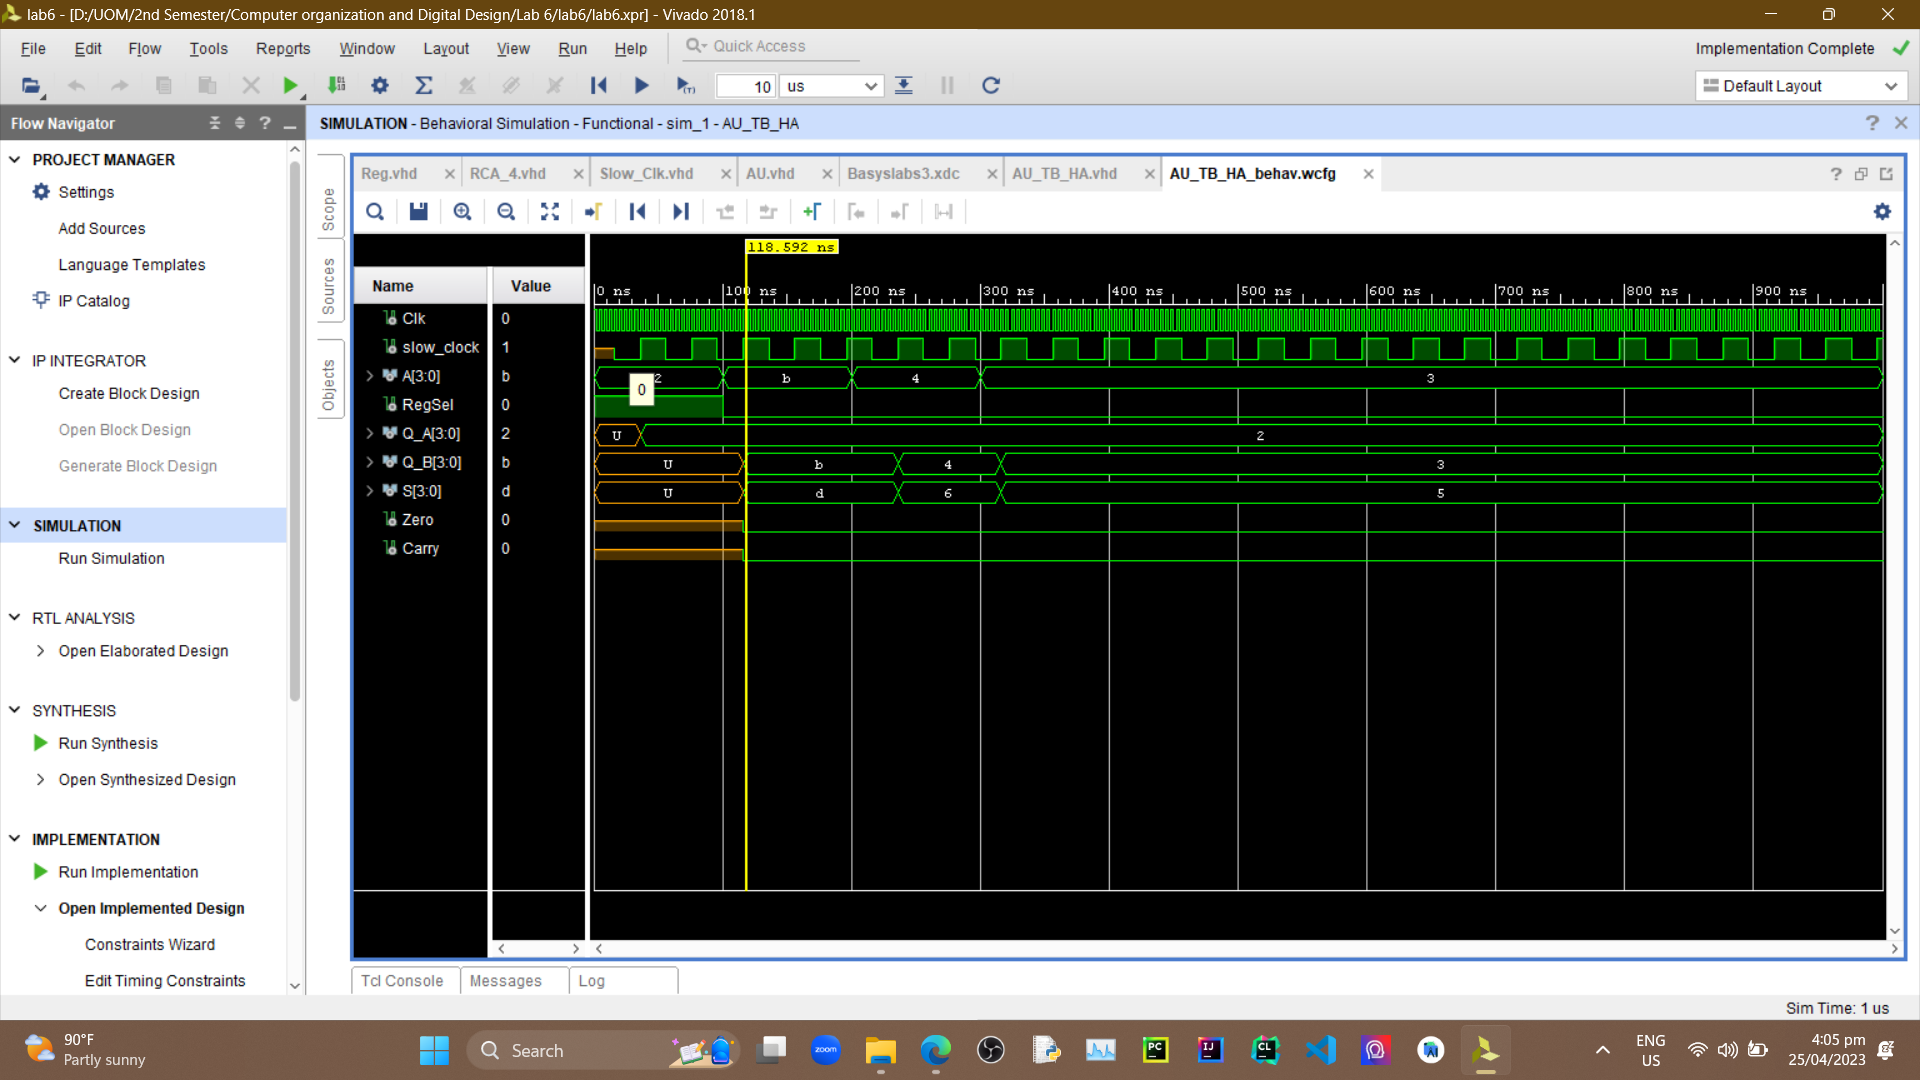 lab6 - [D:/UOM/2nd Semester/Computer organization and Digital Design/Lab 6/lab6/lab6.xpr] - Vivado 2018.1
File Edit Flow Tools Reports Window Layout View Run Help Quick Access
Implementation Complete
10 us
Default Layout
Flow Navigator
SIMULATION - Behavioral Simulation - Functional - sim_1 - AU_TB_HA
PROJECT MANAGER
Settings
Add Sources
Language Templates
IP Catalog
IP INTEGRATOR
Create Block Design
Open Block Design
Generate Block Design
SIMULATION
Run Simulation
RTL ANALYSIS
Open Elaborated Design
SYNTHESIS
Run Synthesis
Open Synthesized Design
IMPLEMENTATION
Run Implementation
Open Implemented Design
Constraints Wizard
Edit Timing Constraints
Scope
Sources
Objects
Reg.vhd RCA_4.vhd Slow_Clk.vhd AU.vhd Basyslabs3.xdc AU_TB_HA.vhd AU_TB_HA_behav.wcfg
118.592 ns
Name Value
0 ns 100 ns 200 ns 300 ns 400 ns 500 ns 600 ns 700 ns 800 ns 900 ns
Clk 0
slow_clock 1
A[3:0] b 2 b 4 3
0
RegSel 0
Q_A[3:0] 2 U 2
Q_B[3:0] b U b 4 3
S[3:0] d U d 6 5
Zero 0
Carry 0
Tcl Console Messages Log
Sim Time: 1 us
90°F
Partly sunny
Search
zoom
PC
IJ
CL
ENG
US
4:05 pm
25/04/2023